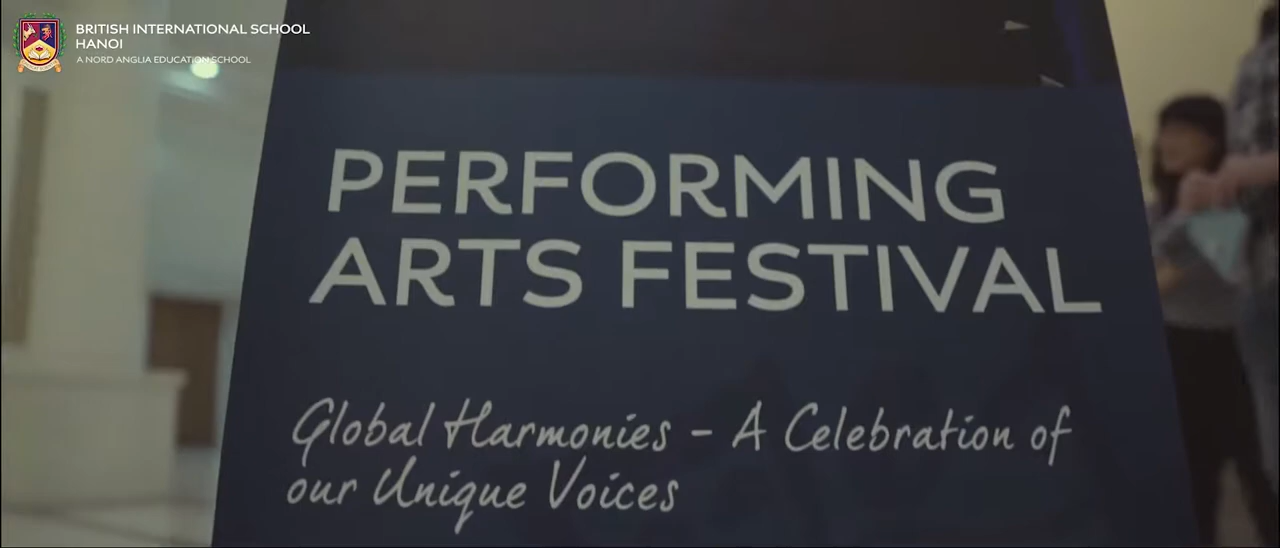 BRITISH INTERNATIONAL SCHOOL
HANOI
A NORD ANGLIA EDUCATION SCHOOL
PERFORMING
ARTS FESTIVAL
Global Harmonies - A Celebration of
our Unique Voices